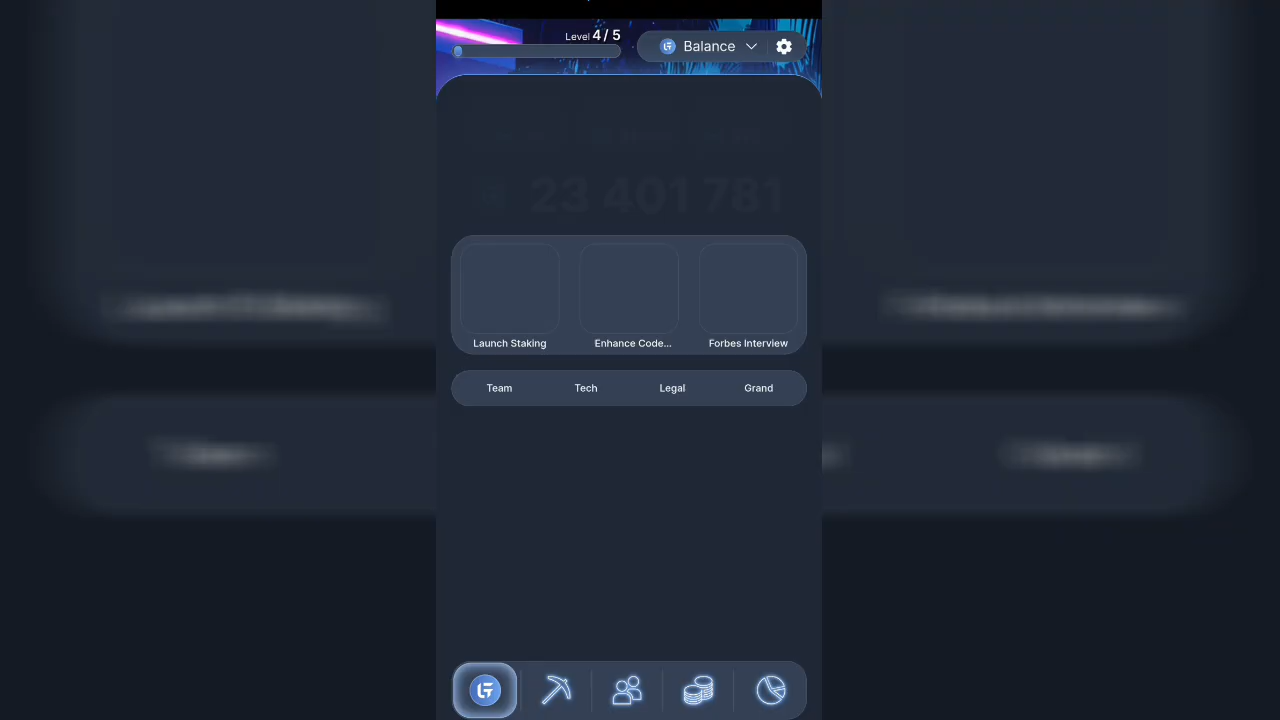 Level 4 / 5
Balance
23 401 781
Launch Staking
Enhance Code...
Forbes Interview
Team
Tech
Legal
Grand